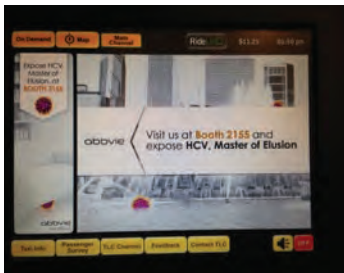 On Demand
Map
Main
Channel
Ride:
$11.25
Expose HCV,
Master of
Elusion, at
BOOTH 2155
abbvie
Visit us at Booth 2155 and
expose HCV, Master of Elusion
abbvie
Taxi Info
Passenger
Survey
TLC Channel
Feedback
Contact TLC
OFF